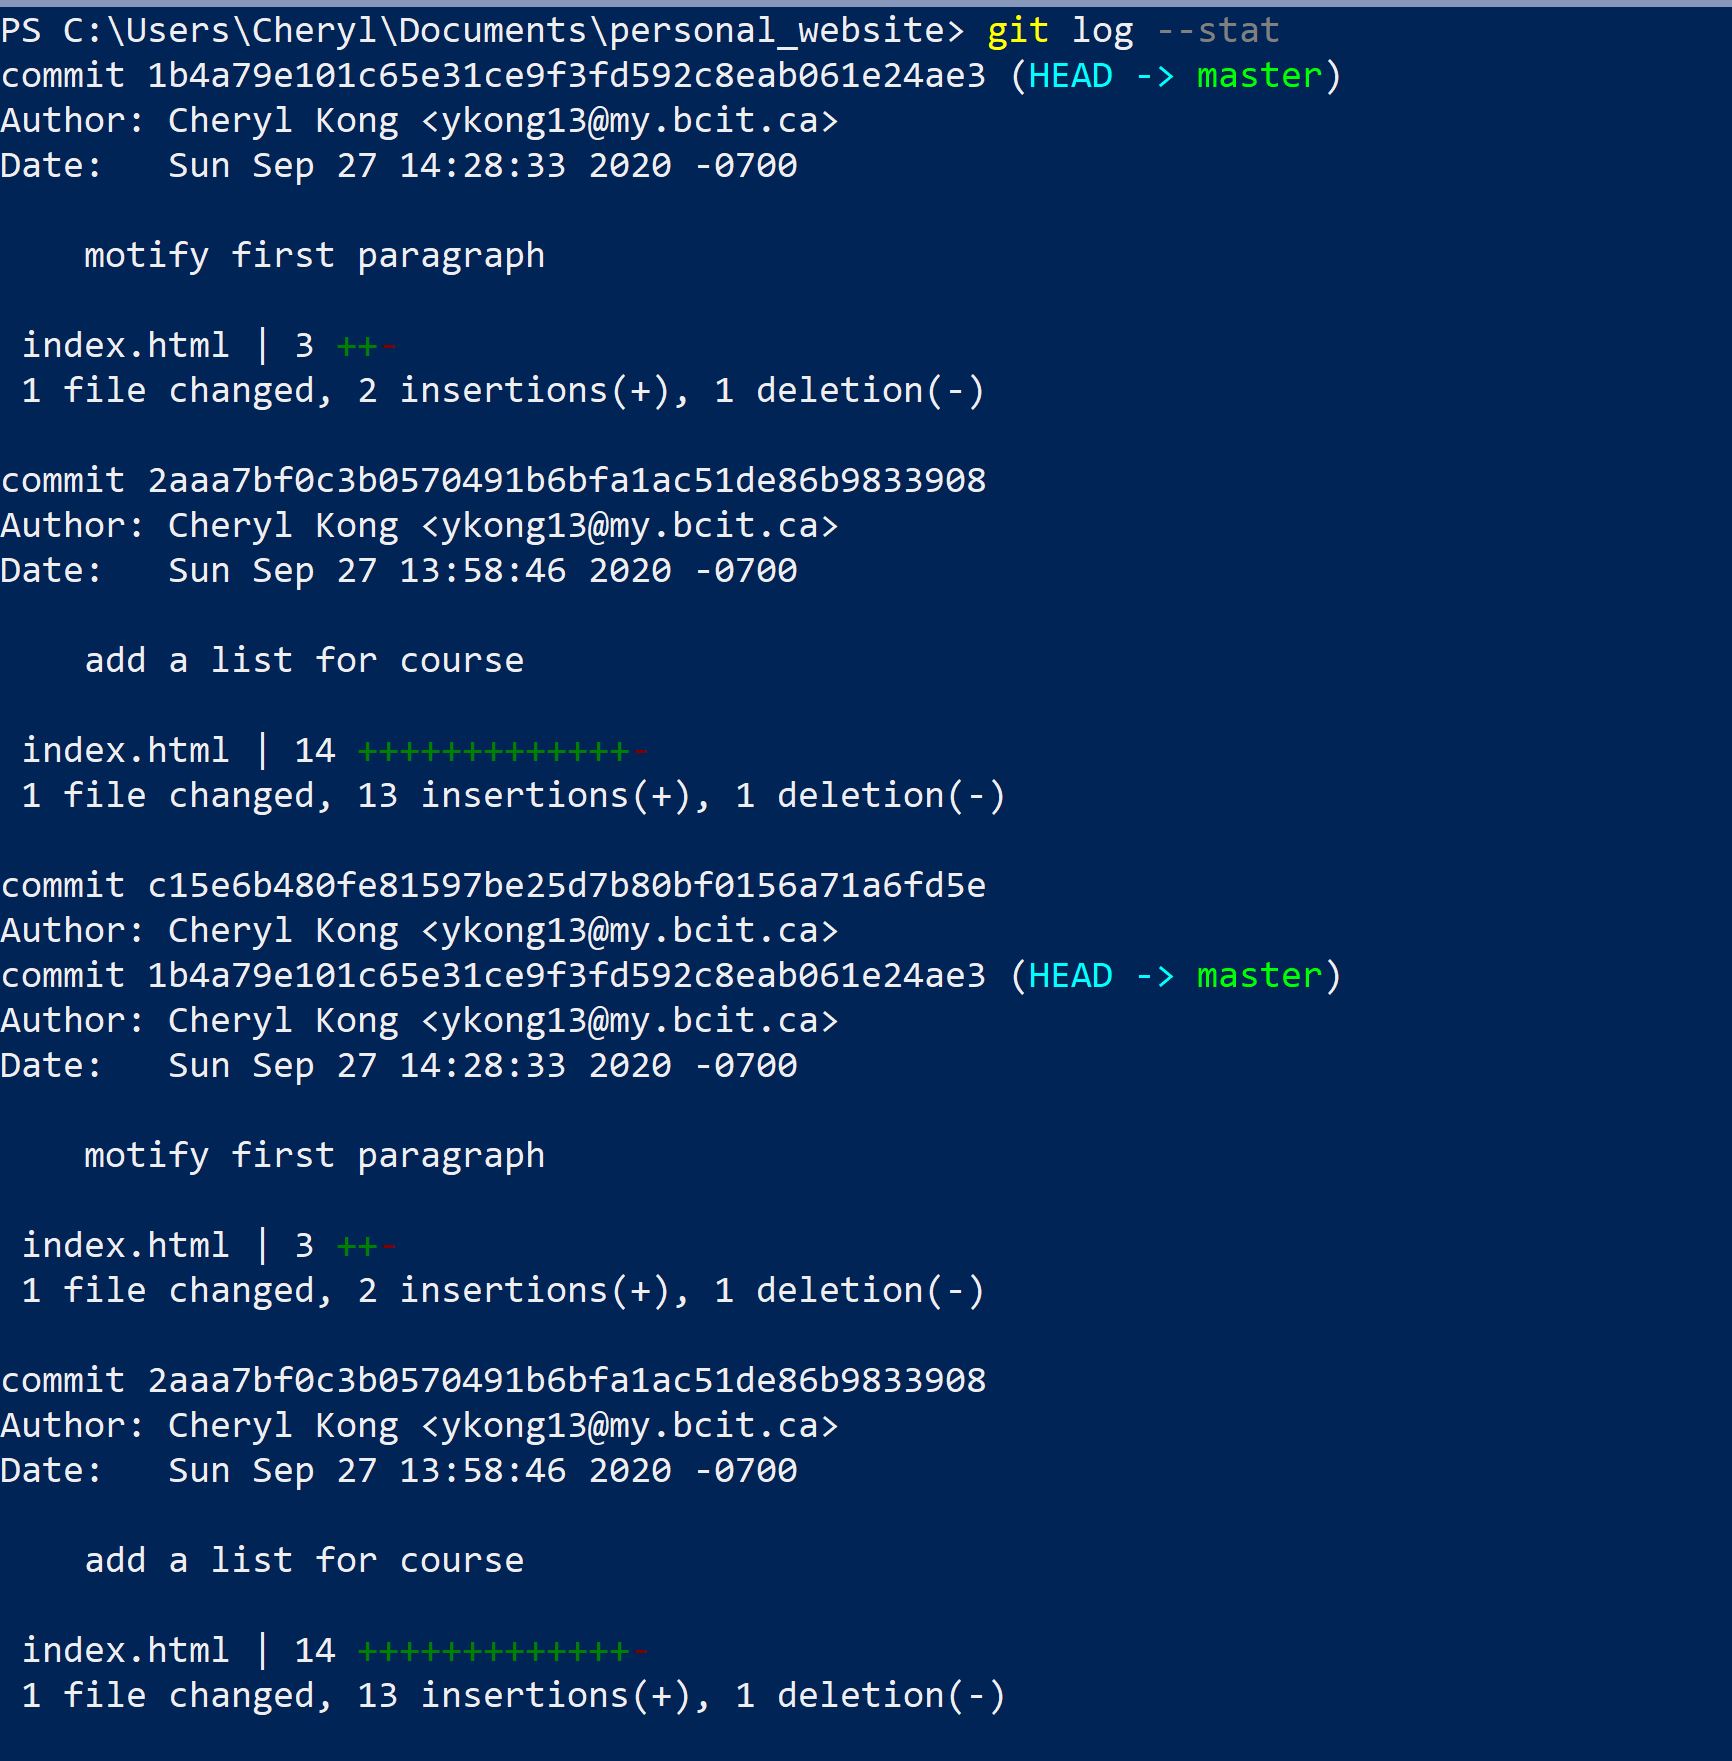 PS C:\Users\Cheryl\Documents\personal_website> git log --stat
commit 1b4a79e101c65e31ce9f3fd592c8eab061e24ae3 (HEAD -> master)
Author: Cheryl Kong <ykong13@my.bcit.ca>
Date:   Sun Sep 27 14:28:33 2020 -0700

    motify first paragraph

 index.html | 3 ++-
 1 file changed, 2 insertions(+), 1 deletion(-)

commit 2aaa7bf0c3b0570491b6bfa1ac51de86b9833908
Author: Cheryl Kong <ykong13@my.bcit.ca>
Date:   Sun Sep 27 13:58:46 2020 -0700

    add a list for course

 index.html | 14 +++++++++++++-
 1 file changed, 13 insertions(+), 1 deletion(-)

commit c15e6b480fe81597be25d7b80bf0156a71a6fd5e
Author: Cheryl Kong <ykong13@my.bcit.ca>
commit 1b4a79e101c65e31ce9f3fd592c8eab061e24ae3 (HEAD -> master)
Author: Cheryl Kong <ykong13@my.bcit.ca>
Date:   Sun Sep 27 14:28:33 2020 -0700

    motify first paragraph

 index.html | 3 ++-
 1 file changed, 2 insertions(+), 1 deletion(-)

commit 2aaa7bf0c3b0570491b6bfa1ac51de86b9833908
Author: Cheryl Kong <ykong13@my.bcit.ca>
Date:   Sun Sep 27 13:58:46 2020 -0700

    add a list for course

 index.html | 14 +++++++++++++-
 1 file changed, 13 insertions(+), 1 deletion(-)